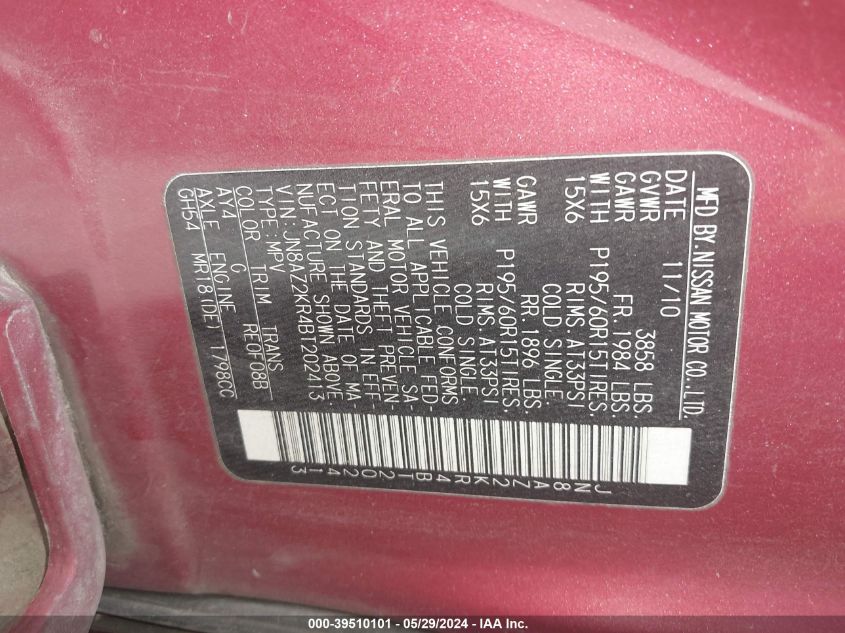 MFD BY. NISSAN MOTOR CO., LTD.
DATE 11/10
GVWR 3858 LBS
GAWR FR. 1984 LBS.
WITH P195/60R15TIRES.
15X6 RIMS. AT33PSI
COLD SINGLE.
GAWR RR. 1896 LBS.
WITH P195/60R15TIRES.
15X6 RIMS. AT33PSI
COLD SINGLE.
THIS VEHICLE CONFORMS
TO ALL APPLICABLE FED-
ERAL MOTOR VEHICLE SA-
FETY AND THEFT PREVEN-
TION STANDARDS IN EFF-
ECT ON THE DATE OF MA-
NUFACTURE SHOWN ABOVE.
VIN:JN8AZ2KR4BT202413
TYPE:MPV
COLOR TRIM TRANS
AY4 G RE0F08B
AXLE ENGINE
GH54 MR18(DE) 1798CC
JN8AZ2KR4BT202413
000-39510101 - 05/29/2024 - IAA Inc.